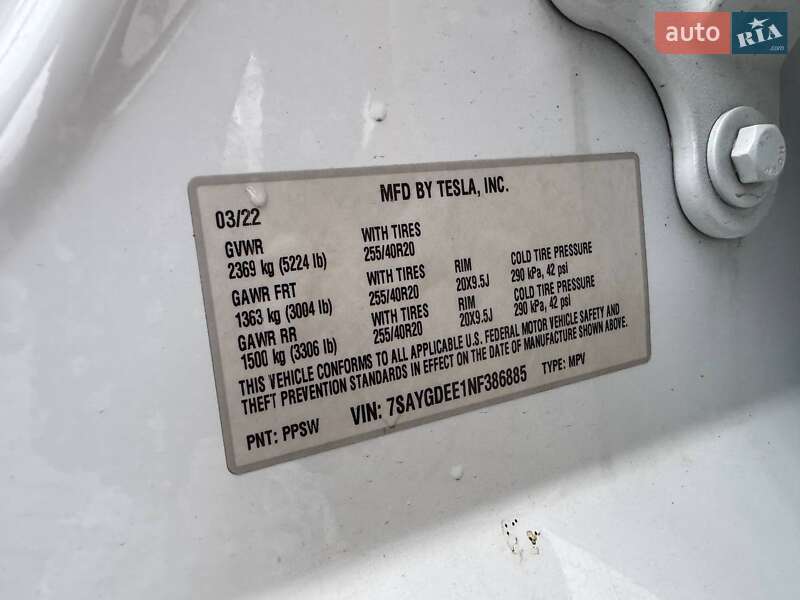 auto RIA .com
MFD BY TESLA, INC.
03/22
GVWR WITH TIRES
2369 kg (5224 lb) 255/40R20
GAWR FRT WITH TIRES RIM COLD TIRE PRESSURE
1363 kg (3004 lb) 255/40R20 20X9.5J 290 kPa, 42 psi
GAWR RR WITH TIRES RIM COLD TIRE PRESSURE
1500 kg (3306 lb) 255/40R20 20X9.5J 290 kPa, 42 psi
THIS VEHICLE CONFORMS TO ALL APPLICABLE U.S. FEDERAL MOTOR VEHICLE SAFETY AND
THEFT PREVENTION STANDARDS IN EFFECT ON THE DATE OF MANUFACTURE SHOWN ABOVE.
PNT: PPSW VIN: 7SAYGDEE1NF386885 TYPE: MPV